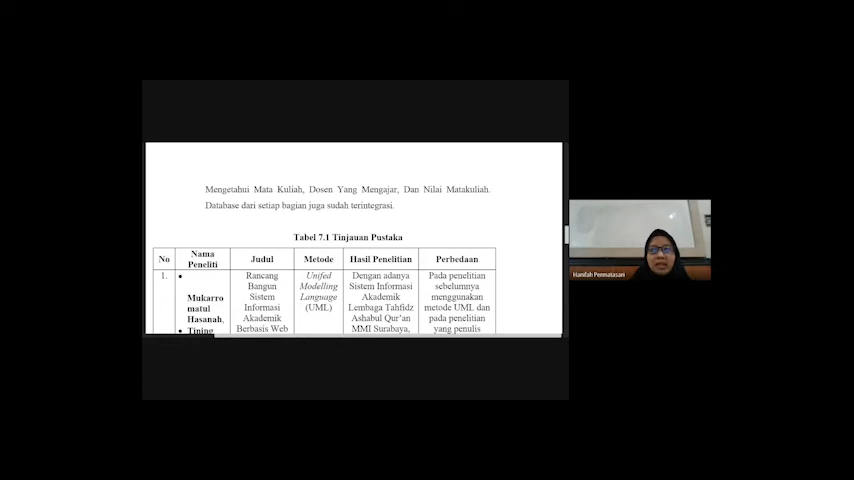 Mengetahui Mata Kuliah, Dosen Yang Mengajar, Dan Nilai Matakuliah.
Database dari setiap bagian juga sudah terintegrasi.
Tabel 7.1 Tinjauan Pustaka
No
Nama
Peneliti
Judul
Metode
Hasil Penelitian
Perbedaan
1.
•
Mukarro
matul
Hasanah,
• Tining
Rancang
Bangun
Sistem
Informasi
Akademik
Berbasis Web
Unifed
Modelling
Language
(UML)
Dengan adanya
Sistem Informasi
Akademik
Lembaga Tahfidz
Ashabul Qur'an
MMI Surabaya,
Pada penelitian
sebelumnya
menggunakan
metode UML dan
pada penelitian
yang penulis
Hanifah Permatasari